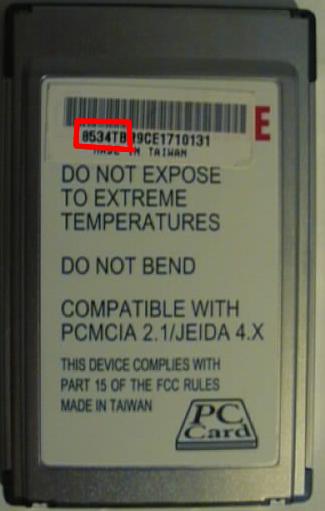 8534TB29CE1710131
E
MADE IN TAIWAN
DO NOT EXPOSE
TO EXTREME
TEMPERATURES
DO NOT BEND
COMPATIBLE WITH
PCMCIA 2.1/JEIDA 4.X
THIS DEVICE COMPLIES WITH
PART 15 OF THE FCC RULES
MADE IN TAIWAN
PC
Card